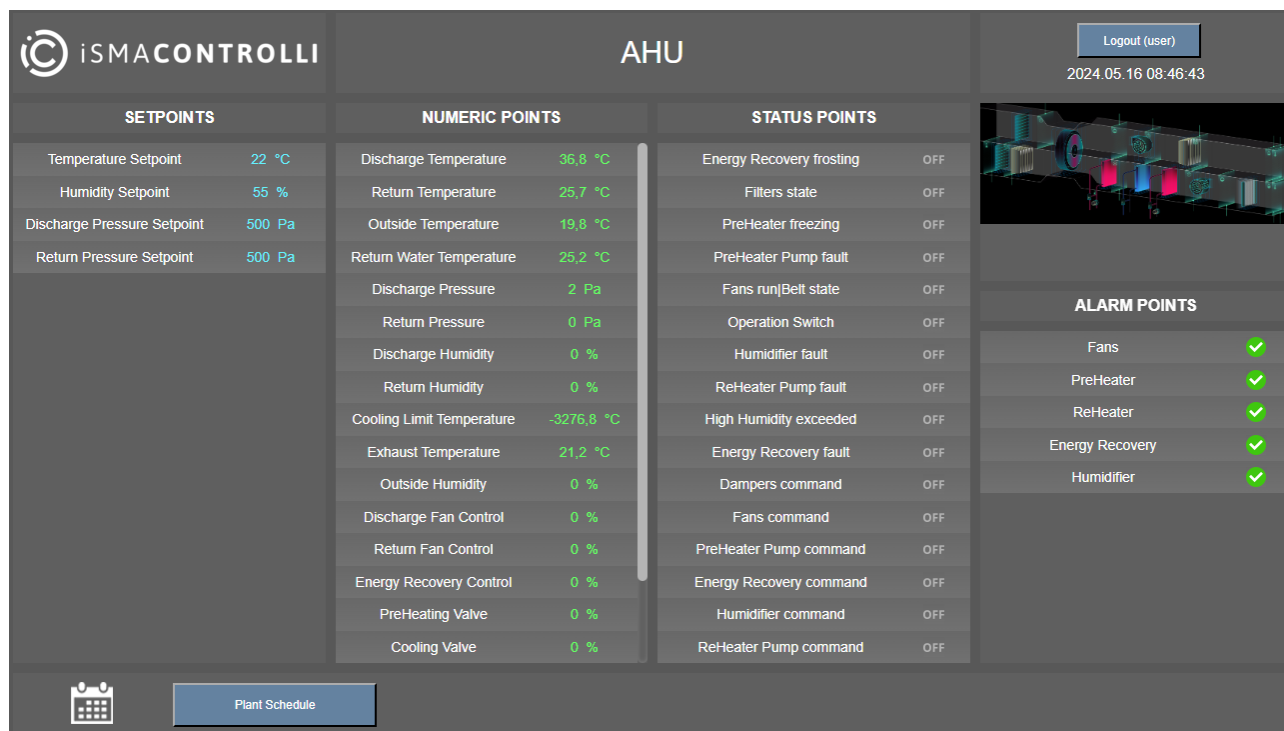 iSMACONTROLLI
AHU
Logout (user)
2024.05.16 08:46:43
SETPOINTS
Temperature Setpoint 22 °C
Humidity Setpoint 55 %
Discharge Pressure Setpoint 500 Pa
Return Pressure Setpoint 500 Pa
NUMERIC POINTS
Discharge Temperature 36,8 °C
Return Temperature 25,7 °C
Outside Temperature 19,8 °C
Return Water Temperature 25,2 °C
Discharge Pressure 2 Pa
Return Pressure 0 Pa
Discharge Humidity 0 %
Return Humidity 0 %
Cooling Limit Temperature -3276,8 °C
Exhaust Temperature 21,2 °C
Outside Humidity 0 %
Discharge Fan Control 0 %
Return Fan Control 0 %
Energy Recovery Control 0 %
PreHeating Valve 0 %
Cooling Valve 0 %
STATUS POINTS
Energy Recovery frosting OFF
Filters state OFF
PreHeater freezing OFF
PreHeater Pump fault OFF
Fans run|Belt state OFF
Operation Switch OFF
Humidifier fault OFF
ReHeater Pump fault OFF
High Humidity exceeded OFF
Energy Recovery fault OFF
Dampers command OFF
Fans command OFF
PreHeater Pump command OFF
Energy Recovery command OFF
Humidifier command OFF
ReHeater Pump command OFF
ALARM POINTS
Fans
PreHeater
ReHeater
Energy Recovery
Humidifier
Plant Schedule